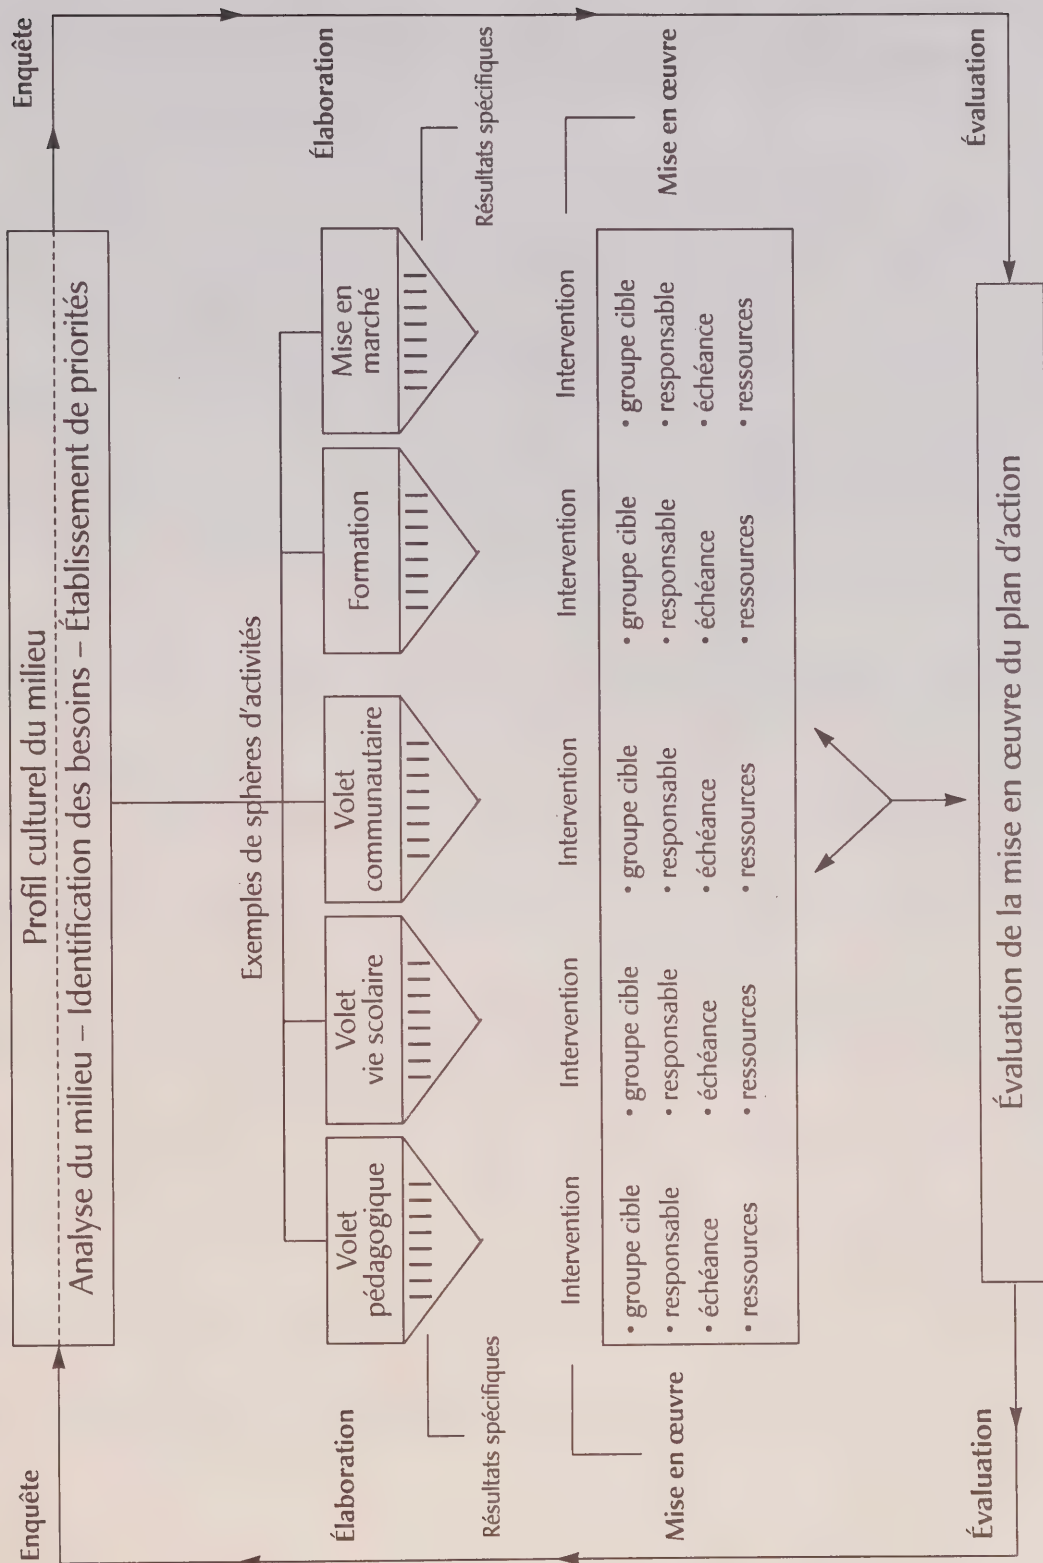 Enquête
Enquête
Profil culturel du milieu
Analyse du milieu – Identification des besoins – Établissement de priorités
Exemples de sphères d'activités
Élaboration
Élaboration
Volet
pédagogique
Volet
vie scolaire
Volet
communautaire
Formation
Mise en
marché
Résultats spécifiques
Résultats spécifiques
Intervention
Intervention
Intervention
Intervention
Intervention
Mise en œuvre
Mise en œuvre
• groupe cible
• responsable
• échéance
• ressources
• groupe cible
• responsable
• échéance
• ressources
• groupe cible
• responsable
• échéance
• ressources
• groupe cible
• responsable
• échéance
• ressources
• groupe cible
• responsable
• échéance
• ressources
Évaluation
Évaluation
Évaluation de la mise en œuvre du plan d'action